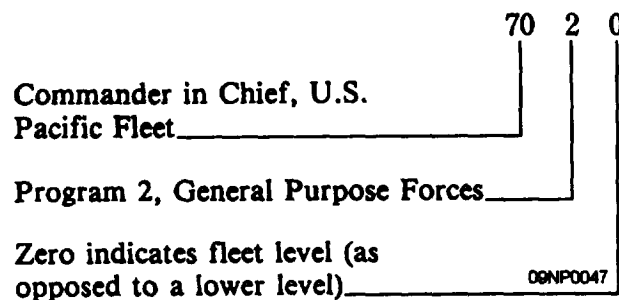 70 2 0
Commander in Chief, U.S.
Pacific Fleet
Program 2, General Purpose Forces
Zero indicates fleet level (as
opposed to a lower level)
09NP0047